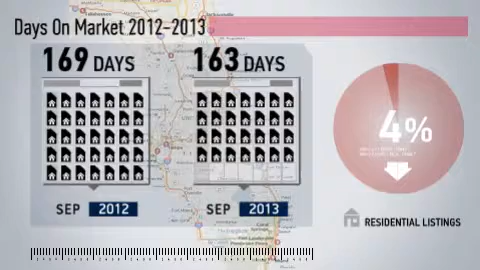 Days On Market 2012-2013
169 DAYS
163 DAYS
4%
SEP 2012
SEP 2013
RESIDENTIAL LISTINGS